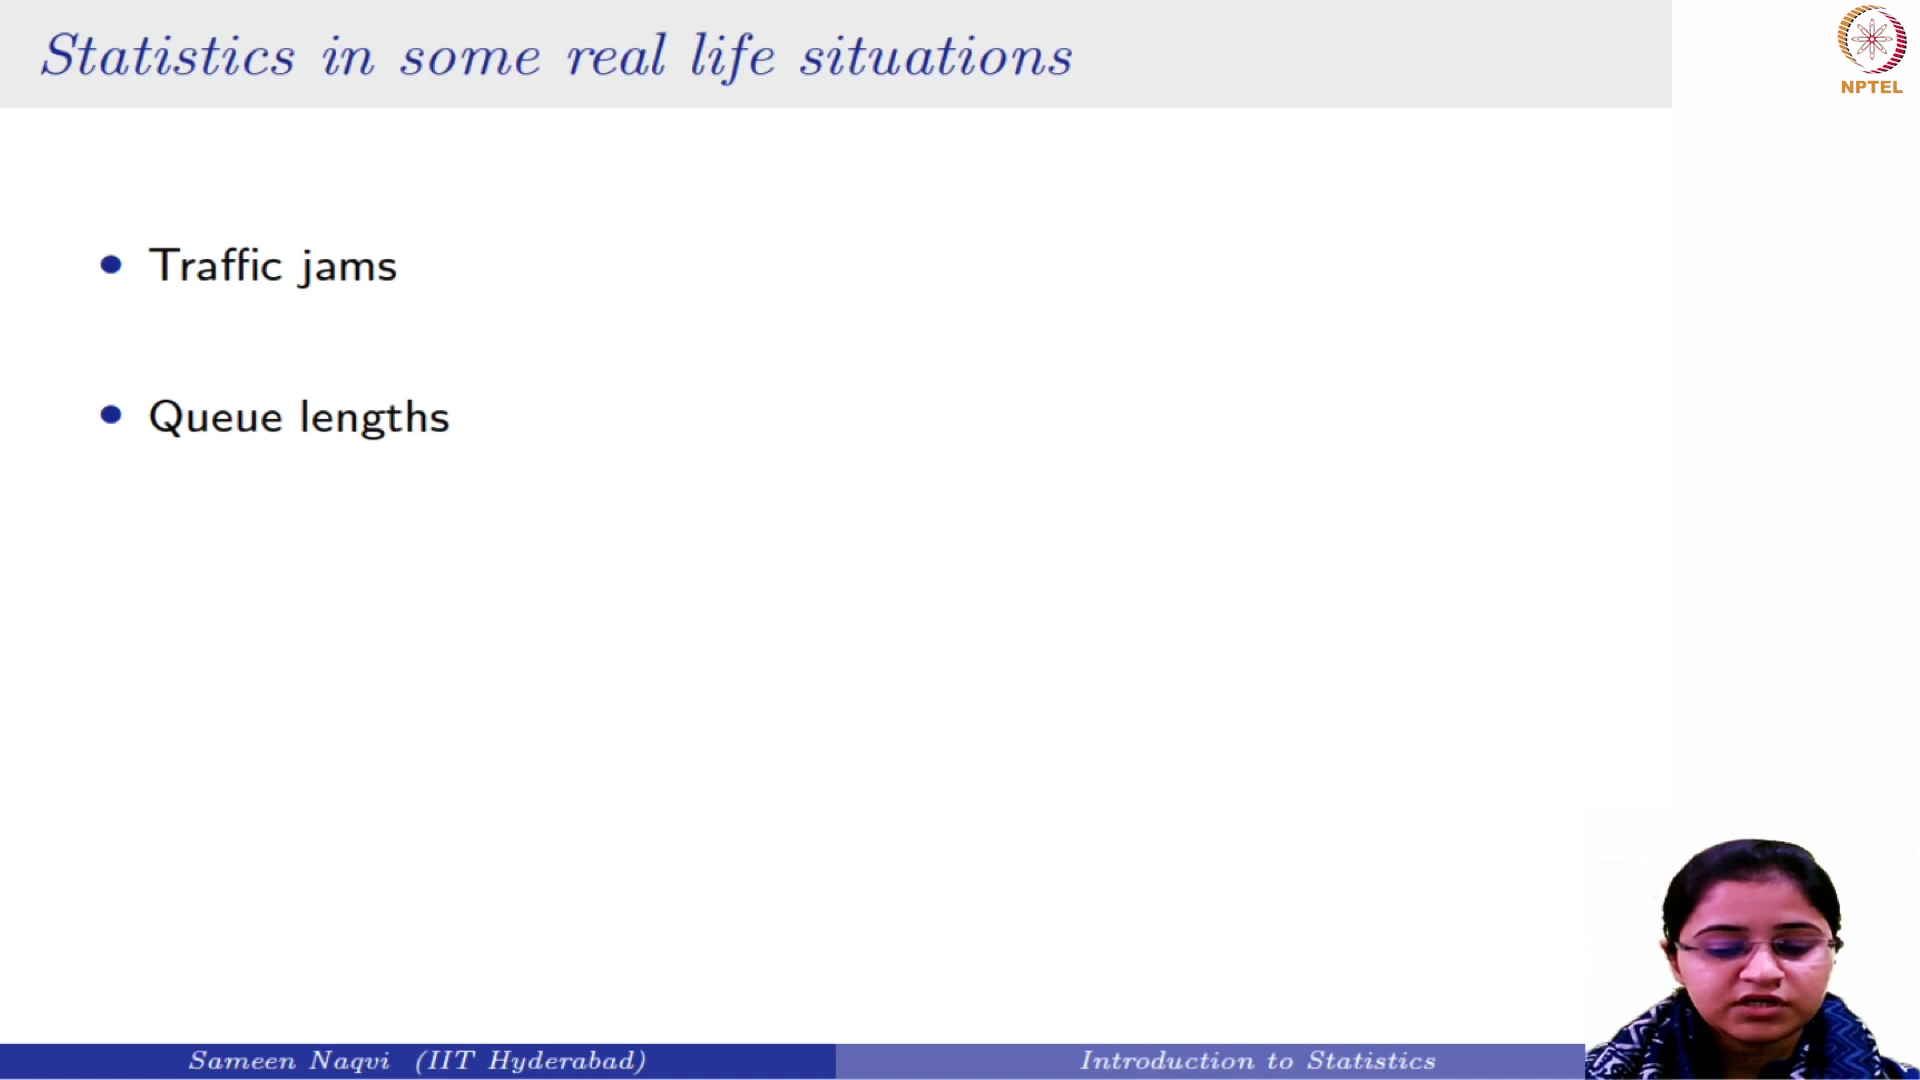 Statistics in some real life situations
NPTEL
• Traffic jams
• Queue lengths
Sameen Naqvi (IIT Hyderabad)
Introduction to Statistics